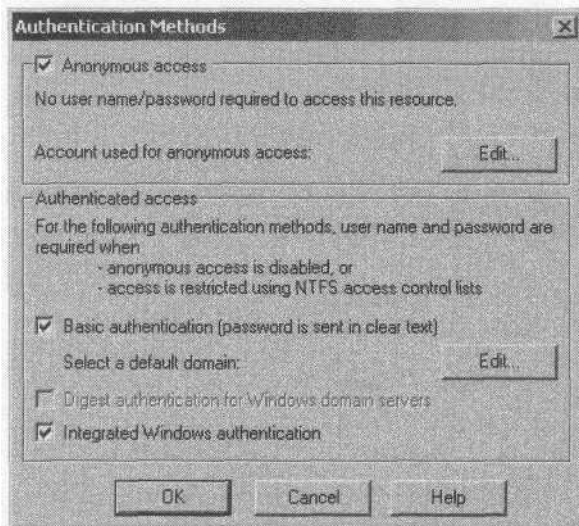 Authentication Methods
Anonymous access
No user name/password required to access this resource.
Account used for anonymous access:
Edit...
Authenticated access
For the following authentication methods, user name and password are
required when
- anonymous access is disabled, or
- access is restricted using NTFS access control lists
Basic authentication (password is sent in clear text)
Select a default domain:
Edit...
Digest authentication for Windows domain servers
Integrated Windows authentication
OK
Cancel
Help